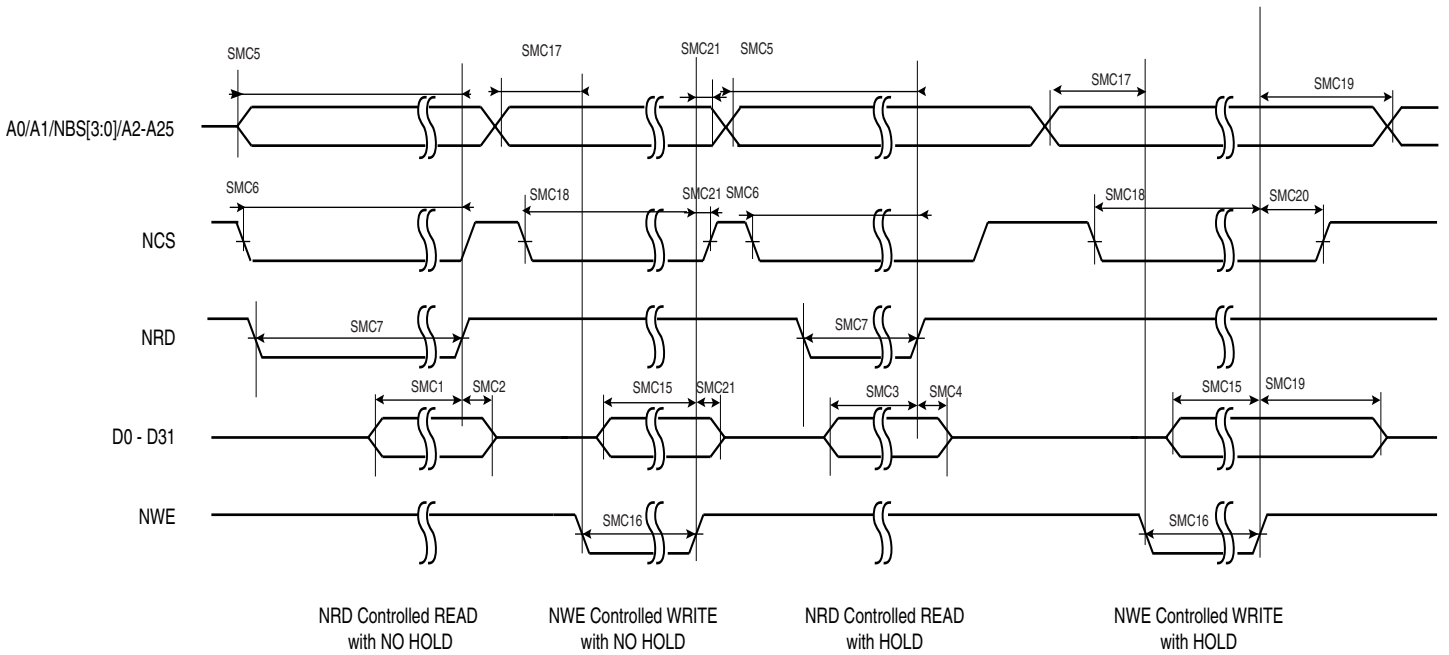 SMC5
SMC17
SMC21
SMC5
SMC17
SMC19
A0/A1/NBS[3:0]/A2-A25
SMC6
SMC18
SMC21
SMC6
SMC18
SMC20
NCS
NRD
SMC7
SMC7
SMC1
SMC2
SMC15
SMC21
SMC3
SMC4
SMC15
SMC19
D0 - D31
NWE
SMC16
SMC16
NRD Controlled READ
with NO HOLD
NWE Controlled WRITE
with NO HOLD
NRD Controlled READ
with HOLD
NWE Controlled WRITE
with HOLD